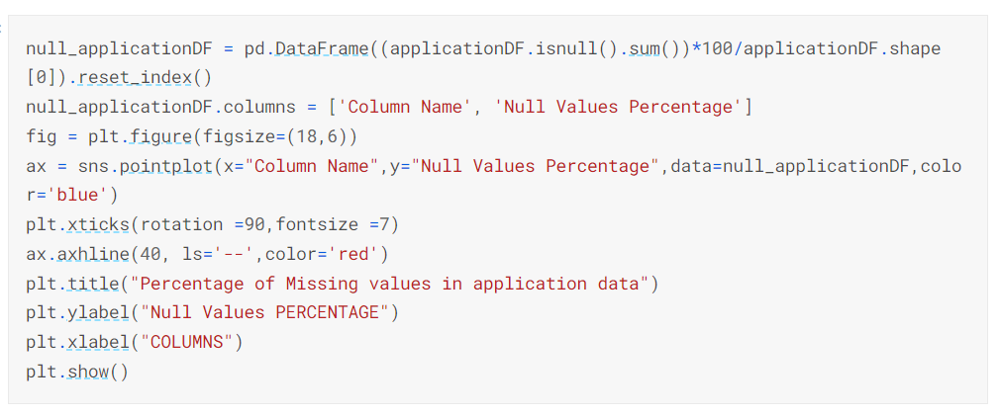 null_applicationDF = pd.DataFrame((applicationDF.isnull().sum())*100/applicationDF.shape
[0]).reset_index()
null_applicationDF.columns = ['Column Name', 'Null Values Percentage']
fig = plt.figure(figsize=(18,6))
ax = sns.pointplot(x="Column Name",y="Null Values Percentage",data=null_applicationDF,colo
r='blue')
plt.xticks(rotation =90,fontsize =7)
ax.axhline(40, ls='--',color='red')
plt.title("Percentage of Missing values in application data")
plt.ylabel("Null Values PERCENTAGE")
plt.xlabel("COLUMNS")
plt.show()